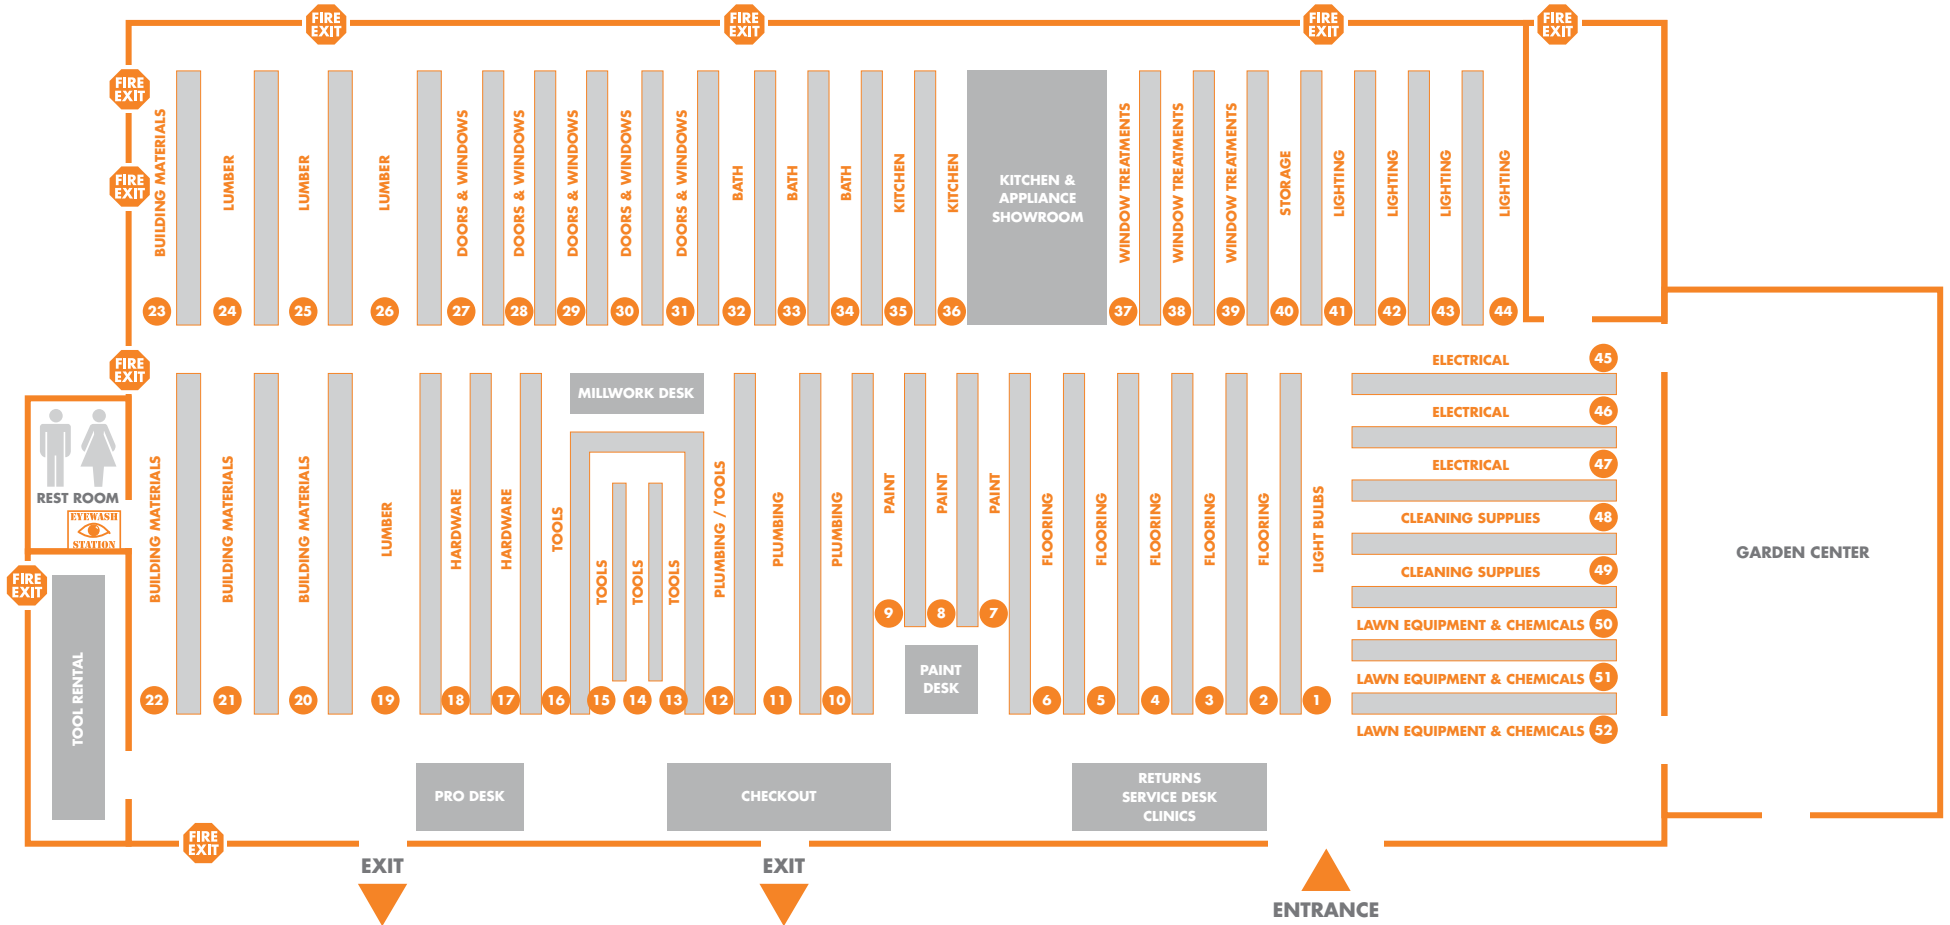 FIRE
EXIT
FIRE
EXIT
FIRE
EXIT
FIRE
EXIT
FIRE
EXIT
FIRE
EXIT
BUILDING MATERIALS
LUMBER
LUMBER
LUMBER
DOORS & WINDOWS
DOORS & WINDOWS
DOORS & WINDOWS
DOORS & WINDOWS
DOORS & WINDOWS
BATH
BATH
BATH
KITCHEN
KITCHEN
KITCHEN &
APPLIANCE
SHOWROOM
WINDOW TREATMENTS
WINDOW TREATMENTS
WINDOW TREATMENTS
STORAGE
LIGHTING
LIGHTING
LIGHTING
LIGHTING
23
24
25
26
27
28
29
30
31
32
33
34
35
36
37
38
39
40
41
42
43
44
FIRE
EXIT
ELECTRICAL 45
ELECTRICAL 46
ELECTRICAL 47
CLEANING SUPPLIES 48
CLEANING SUPPLIES 49
LAWN EQUIPMENT & CHEMICALS 50
LAWN EQUIPMENT & CHEMICALS 51
LAWN EQUIPMENT & CHEMICALS 52
GARDEN CENTER
MILLWORK DESK
REST ROOM
EYEWASH
STATION
FIRE
EXIT
TOOL RENTAL
BUILDING MATERIALS
BUILDING MATERIALS
BUILDING MATERIALS
LUMBER
HARDWARE
HARDWARE
TOOLS
TOOLS
TOOLS
TOOLS
PLUMBING / TOOLS
PLUMBING
PLUMBING
PAINT
PAINT
PAINT
FLOORING
FLOORING
FLOORING
FLOORING
FLOORING
LIGHT BULBS
9
8
7
PAINT
DESK
22
21
20
19
18
17
16
15
14
13
12
11
10
6
5
4
3
2
1
PRO DESK
CHECKOUT
RETURNS
SERVICE DESK
CLINICS
FIRE
EXIT
EXIT
EXIT
ENTRANCE